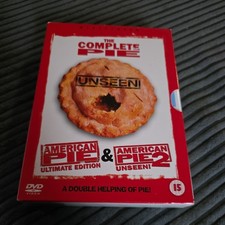 THE
COMPLETE
PIE
UNSEEN!
AMERICAN
PIE
ULTIMATE EDITION
&
AMERICAN
PIE 2
UNSEEN!
A DOUBLE HELPING OF PIE!
DVD
15